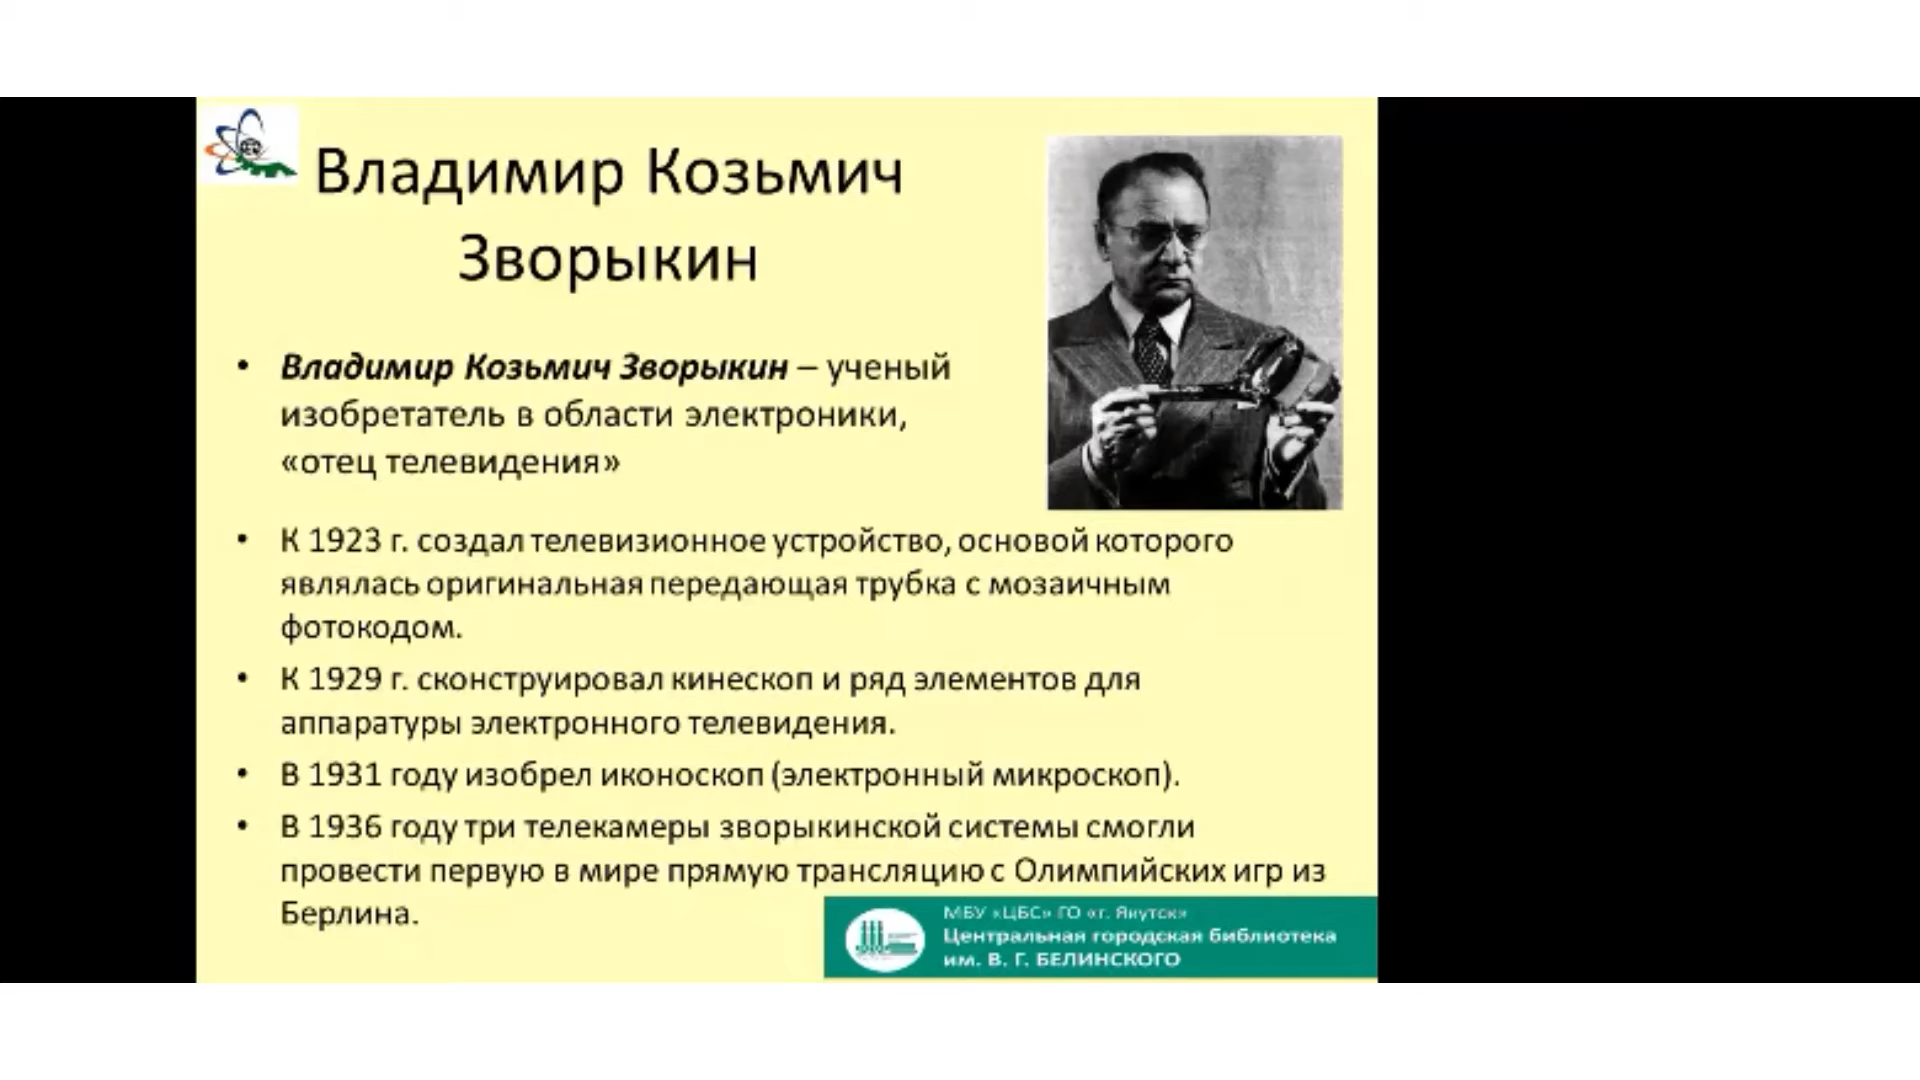 Владимир Козьмич
Зворыкин
• Владимир Козьмич Зворыкин – ученый
изобретатель в области электроники,
«отец телевидения»
• К 1923 г. создал телевизионное устройство, основой которого
являлась оригинальная передающая трубка с мозаичным
фотокодом.
• К 1929 г. сконструировал кинескоп и ряд элементов для
аппаратуры электронного телевидения.
• В 1931 году изобрел иконоскоп (электронный микроскоп).
• В 1936 году три телекамеры зворыкинской системы смогли
провести первую в мире прямую трансляцию с Олимпийских игр из
Берлина.
МБУ «ЦБС» ГО «г. Якутск»
Центральная городская библиотека
им. В. Г. БЕЛИНСКОГО